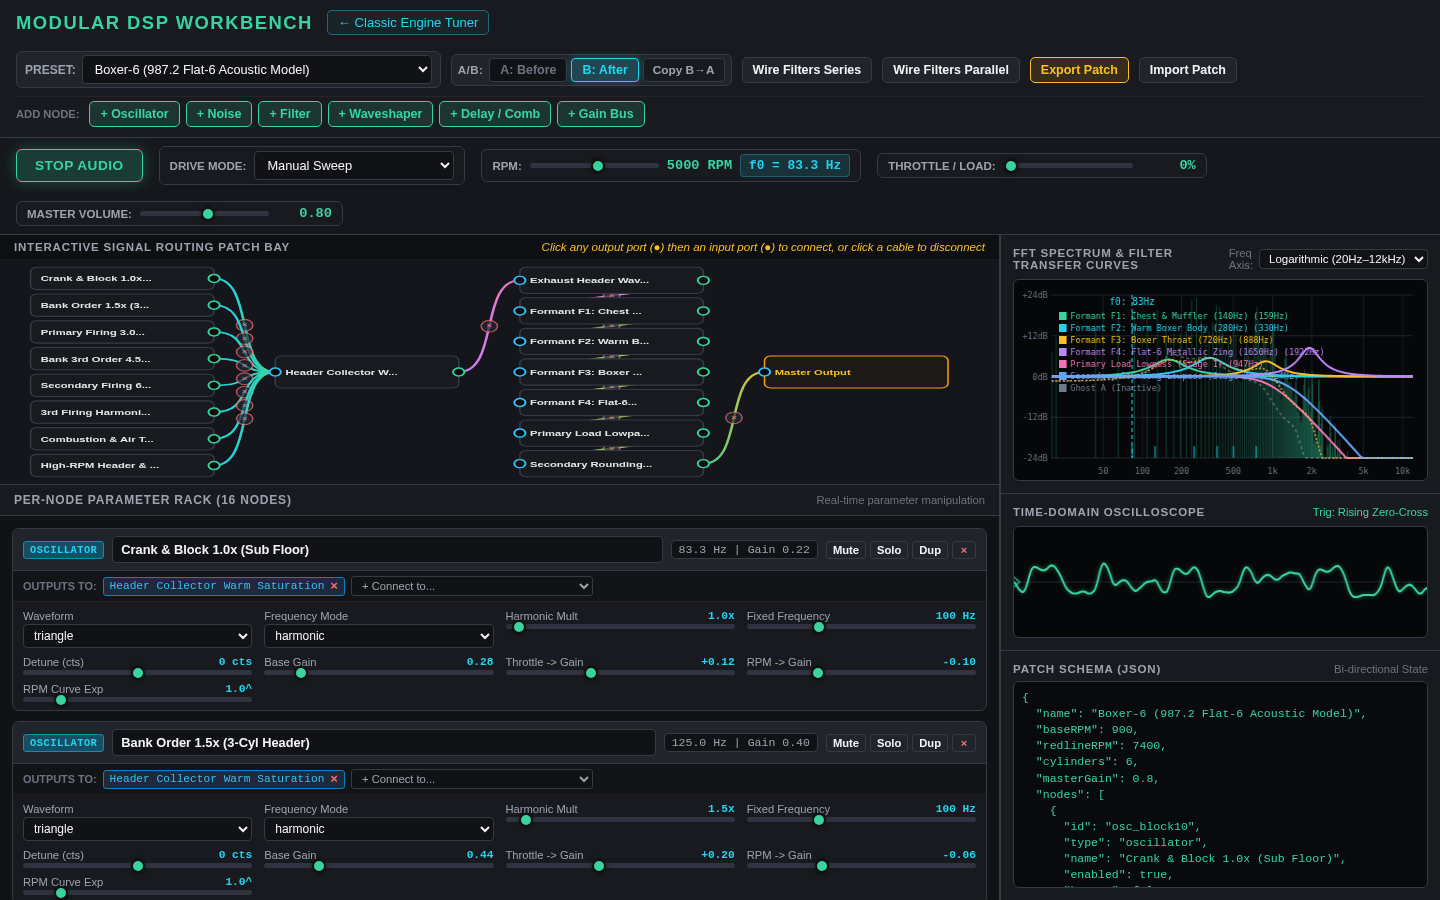 MODULAR DSP WORKBENCH
← Classic Engine Tuner
PRESET: Boxer-6 (987.2 Flat-6 Acoustic Model)
A/B: A: Before B: After Copy B→A
Wire Filters Series
Wire Filters Parallel
Export Patch
Import Patch
ADD NODE: + Oscillator + Noise + Filter + Waveshaper + Delay / Comb + Gain Bus
STOP AUDIO
DRIVE MODE: Manual Sweep
RPM: 5000 RPM f0 = 83.3 Hz
THROTTLE / LOAD: 0%
MASTER VOLUME: 0.80
INTERACTIVE SIGNAL ROUTING PATCH BAY
Click any output port (●) then an input port (●) to connect, or click a cable to disconnect
Crank & Block 1.0x...
Bank Order 1.5x (3...
Primary Firing 3.0...
Bank 3rd Order 4.5...
Secondary Firing 6...
3rd Firing Harmoni...
Combustion & Air T...
High-RPM Header & ...
Header Collector W...
Exhaust Header Wav...
Formant F1: Chest ...
Formant F2: Warm B...
Formant F3: Boxer ...
Formant F4: Flat-6...
Primary Load Lowpa...
Secondary Rounding...
Master Output
FFT SPECTRUM & FILTER
TRANSFER CURVES
Freq
Axis:
Logarithmic (20Hz–12kHz)
+24dB
+12dB
0dB
-12dB
-24dB
f0: 83Hz
Formant F1: Chest & Muffler (140Hz) (159Hz)
Formant F2: Warm Boxer Body (280Hz) (330Hz)
Formant F3: Boxer Throat (720Hz) (888Hz)
Formant F4: Flat-6 Metallic Zing (1650Hz) (1922Hz)
Primary Load Lowpass (Stage 1) (947Hz)
Ghost A (Inactive)
50 100 200 500 1k 2k 5k 10k
PER-NODE PARAMETER RACK (16 NODES)
Real-time parameter manipulation
OSCILLATOR
Crank & Block 1.0x (Sub Floor)
83.3 Hz | Gain 0.22
Mute Solo Dup ×
OUTPUTS TO: Header Collector Warm Saturation × + Connect to...
Waveform
triangle
Frequency Mode
harmonic
Harmonic Mult 1.0x
Fixed Frequency 100 Hz
Detune (cts) 0 cts
Base Gain 0.28
Throttle -> Gain +0.12
RPM -> Gain -0.10
RPM Curve Exp 1.0^
OSCILLATOR
Bank Order 1.5x (3-Cyl Header)
125.0 Hz | Gain 0.40
Mute Solo Dup ×
OUTPUTS TO: Header Collector Warm Saturation × + Connect to...
Waveform
triangle
Frequency Mode
harmonic
Harmonic Mult 1.5x
Fixed Frequency 100 Hz
Detune (cts) 0 cts
Base Gain 0.44
Throttle -> Gain +0.20
RPM -> Gain -0.06
RPM Curve Exp 1.0^
TIME-DOMAIN OSCILLOSCOPE
Trig: Rising Zero-Cross
PATCH SCHEMA (JSON)
Bi-directional State
{
"name": "Boxer-6 (987.2 Flat-6 Acoustic Model)",
"baseRPM": 900,
"redlineRPM": 7400,
"cylinders": 6,
"masterGain": 0.8,
"nodes": [
{
"id": "osc_block10",
"type": "oscillator",
"name": "Crank & Block 1.0x (Sub Floor)",
"enabled": true,